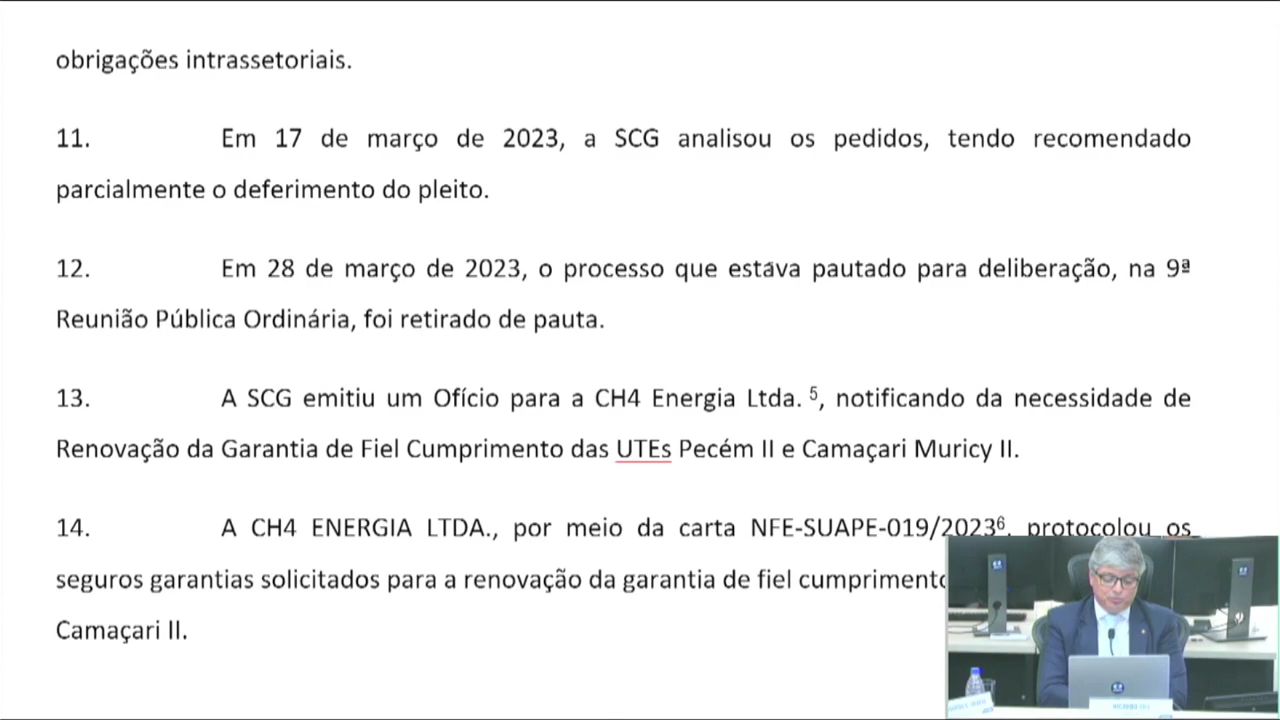 obrigações intrassetoriais.
11. Em 17 de março de 2023, a SCG analisou os pedidos, tendo recomendado
parcialmente o deferimento do pleito.
12. Em 28 de março de 2023, o processo que estava pautado para deliberação, na 9ª
Reunião Pública Ordinária, foi retirado de pauta.
13. A SCG emitiu um Ofício para a CH4 Energia Ltda. ⁵, notificando da necessidade de
Renovação da Garantia de Fiel Cumprimento das UTEs Pecém II e Camaçari Muricy II.
14. A CH4 ENERGIA LTDA., por meio da carta NFE-SUAPE-019/2023⁶, protocolou os
seguros garantias solicitados para a renovação da garantia de fiel cumprimento
Camaçari II.